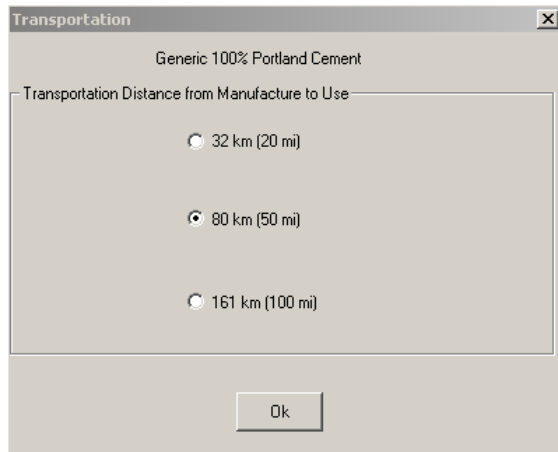 Transportation
Generic 100% Portland Cement
Transportation Distance from Manufacture to Use
32 km (20 mi)
80 km (50 mi)
161 km (100 mi)
Ok